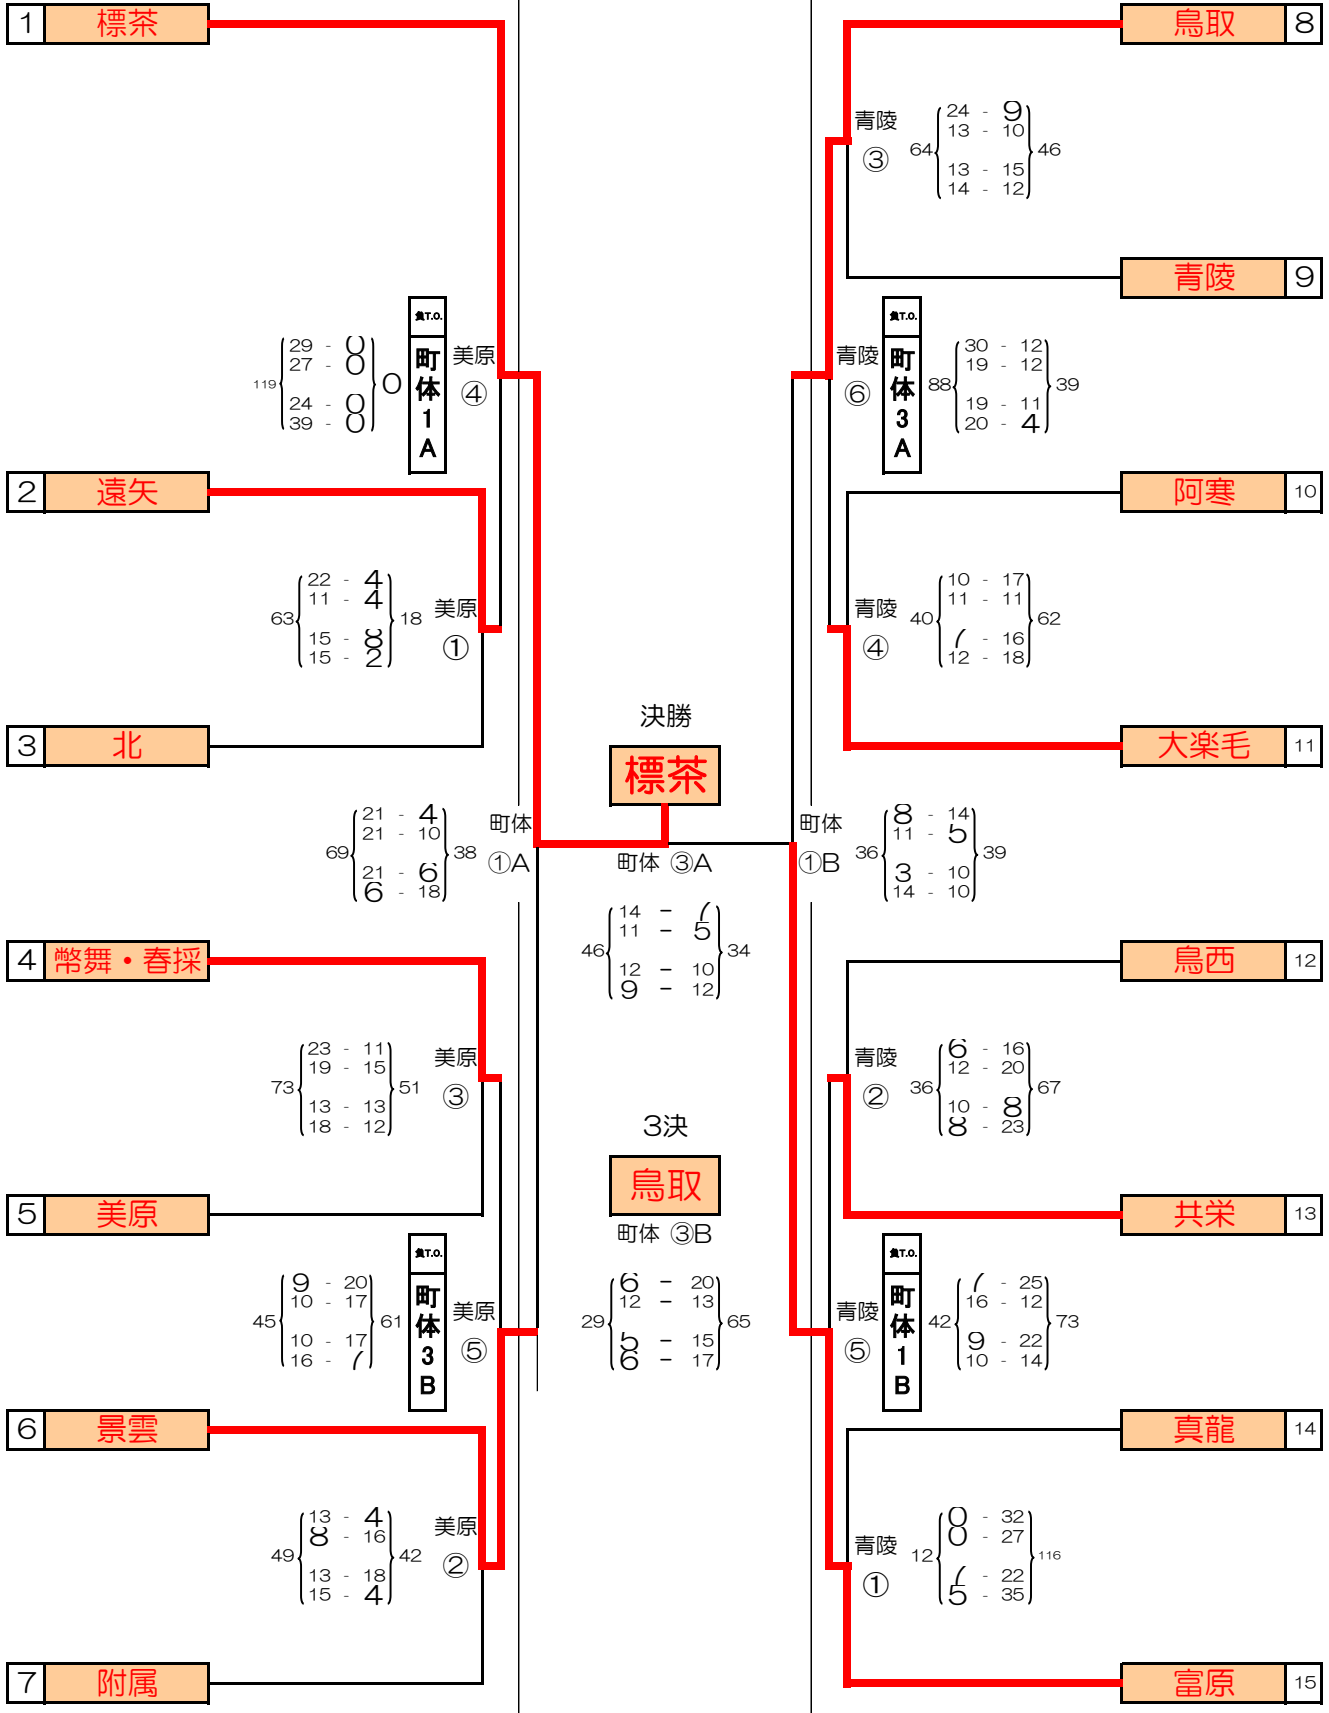 1 標茶
鳥取 8
青陵
③
64
24 - 9
13 - 10
13 - 15
14 - 12
46
青陵 9
119
29 - 0
27 - 0
24 - 0
39 - 0
0
負T.O.
町体1A
美原
④
青陵
⑥
負T.O.
町体3A
88
30 - 12
19 - 12
19 - 11
20 - 4
39
2 遠矢
阿寒 10
63
22 - 4
11 - 4
15 - 8
15 - 2
18
美原
①
青陵
④
40
10 - 17
11 - 11
7 - 16
12 - 18
62
3 北
決勝
標茶
大楽毛 11
69
21 - 4
21 - 10
21 - 6
6 - 18
38
町体
①A
町体 ③A
46
14 - 7
11 - 5
12 - 10
9 - 12
34
町体
①B
36
8 - 14
11 - 5
3 - 10
14 - 10
39
4 幣舞・春採
鳥西 12
73
23 - 11
19 - 15
13 - 13
18 - 12
51
美原
③
青陵
②
36
6 - 16
12 - 20
10 - 8
8 - 23
67
5 美原
3決
鳥取
町体 ③B
29
6 - 20
12 - 13
5 - 15
6 - 17
65
共栄 13
45
9 - 20
10 - 17
10 - 17
16 - 7
61
負T.O.
町体3B
美原
⑤
青陵
⑤
負T.O.
町体1B
42
7 - 25
16 - 12
9 - 22
10 - 14
73
6 景雲
真龍 14
49
13 - 4
8 - 16
13 - 18
15 - 4
42
美原
②
青陵
①
12
0 - 32
0 - 27
7 - 22
5 - 35
116
7 附属
富原 15